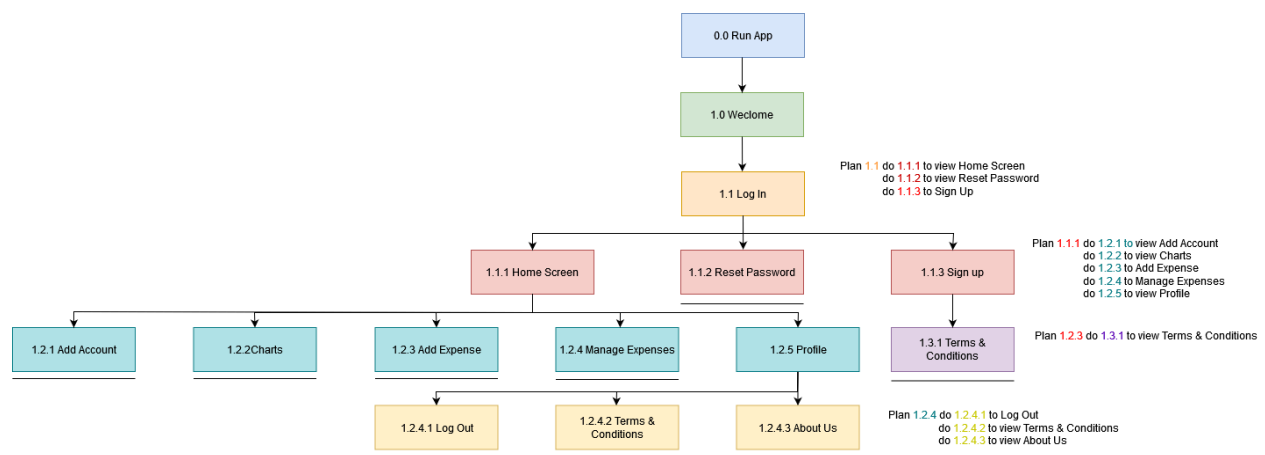 0.0 Run App
1.0 Weclome
Plan 1.1 do 1.1.1 to view Home Screen
do 1.1.2 to view Reset Password
do 1.1.3 to Sign Up
1.1 Log In
Plan 1.1.1 do 1.2.1 to view Add Account
do 1.2.2 to view Charts
do 1.2.3 to Add Expense
do 1.2.4 to Manage Expenses
do 1.2.5 to view Profile
1.1.1 Home Screen
1.1.2 Reset Password
1.1.3 Sign up
1.2.1 Add Account
1.2.2Charts
1.2.3 Add Expense
1.2.4 Manage Expenses
1.2.5 Profile
1.3.1 Terms &
Conditions
Plan 1.2.3 do 1.3.1 to view Terms & Conditions
1.2.4.1 Log Out
1.2.4.2 Terms &
Conditions
1.2.4.3 About Us
Plan 1.2.4 do 1.2.4.1 to Log Out
do 1.2.4.2 to view Terms & Conditions
do 1.2.4.3 to view About Us